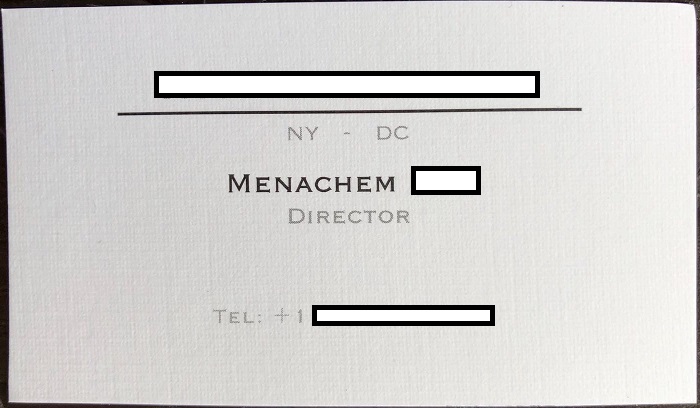 NY - DC
Menachem
Director
Tel: +1